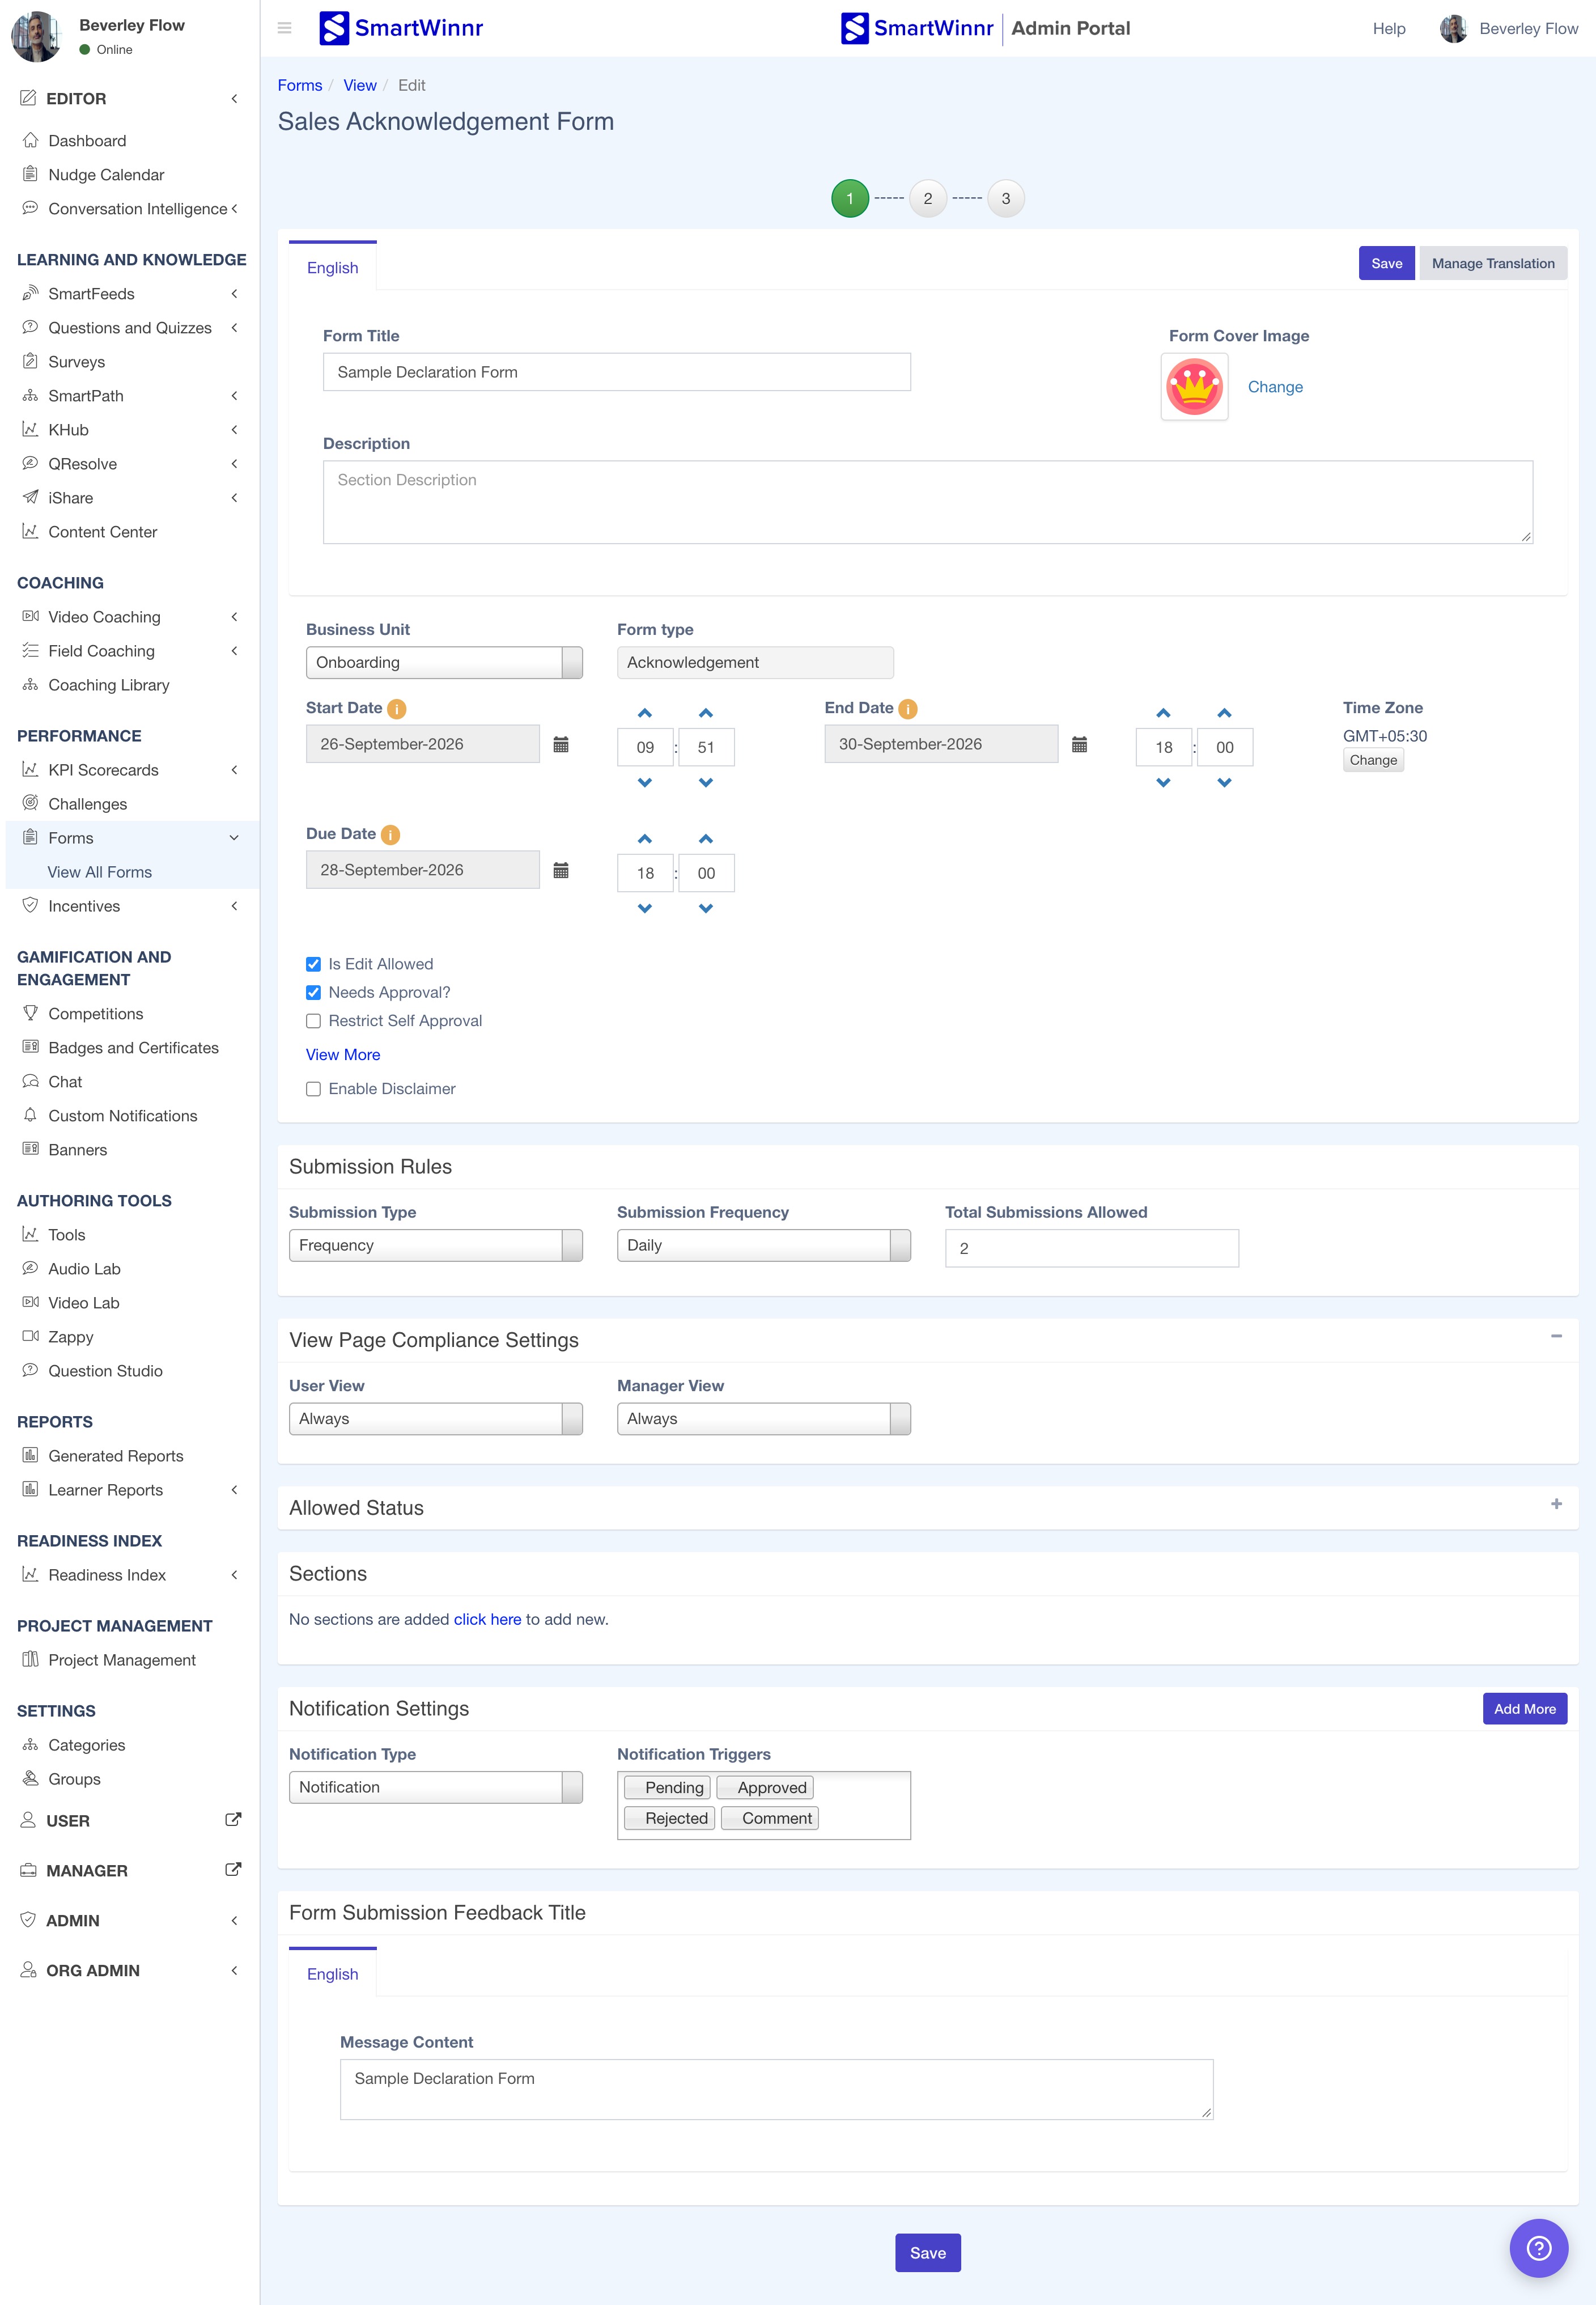 Beverley Flow
Online
EDITOR
Dashboard
Nudge Calendar
Conversation Intelligence
LEARNING AND KNOWLEDGE
SmartFeeds
Questions and Quizzes
Surveys
SmartPath
KHub
QResolve
iShare
Content Center
COACHING
Video Coaching
Field Coaching
Coaching Library
PERFORMANCE
KPI Scorecards
Challenges
Forms
View All Forms
Incentives
GAMIFICATION AND
ENGAGEMENT
Competitions
Badges and Certificates
Chat
Custom Notifications
Banners
AUTHORING TOOLS
Tools
Audio Lab
Video Lab
Zappy
Question Studio
REPORTS
Generated Reports
Learner Reports
READINESS INDEX
Readiness Index
PROJECT MANAGEMENT
Project Management
SETTINGS
Categories
Groups
USER
MANAGER
ADMIN
ORG ADMIN
SmartWinnr
SmartWinnr | Admin Portal
Help
Beverley Flow
Forms / View / Edit
Sales Acknowledgement Form
1 ----- 2 ----- 3
English
Save
Manage Translation
Form Title
Sample Declaration Form
Form Cover Image
Change
Description
Section Description
Business Unit
Onboarding
Form type
Acknowledgement
Start Date
26-September-2026
09 : 51
End Date
30-September-2026
18 : 00
Time Zone
GMT+05:30
Change
Due Date
28-September-2026
18 : 00
Is Edit Allowed
Needs Approval?
Restrict Self Approval
View More
Enable Disclaimer
Submission Rules
Submission Type
Frequency
Submission Frequency
Daily
Total Submissions Allowed
2
View Page Compliance Settings
User View
Always
Manager View
Always
Allowed Status
Sections
No sections are added click here to add new.
Notification Settings
Add More
Notification Type
Notification
Notification Triggers
Pending Approved
Rejected Comment
Form Submission Feedback Title
English
Message Content
Sample Declaration Form
Save